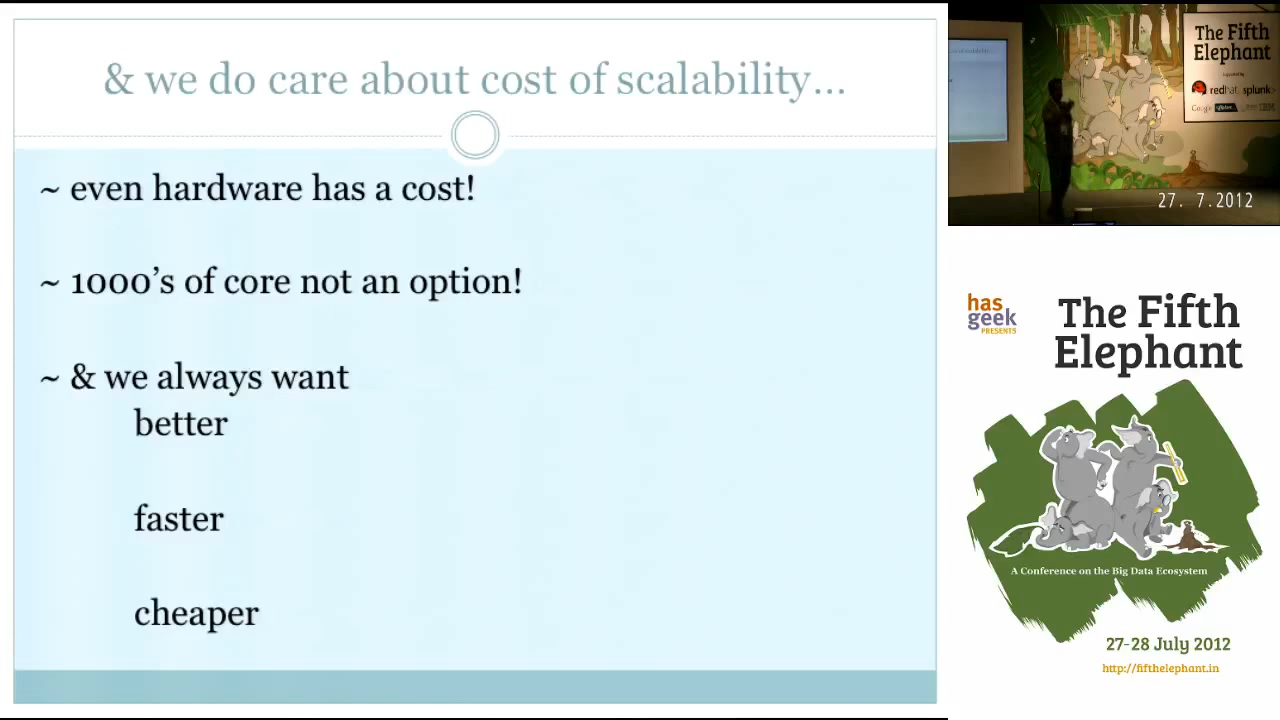 & we do care about cost of scalability...
~ even hardware has a cost!
~ 1000’s of core not an option!
~ & we always want
better
faster
cheaper
The Fifth
Elephant
redhat splunk>
Google
IBM
27. 7.2012
has
geek
PRESENTS
The Fifth
Elephant
A Conference on the Big Data Ecosystem
27-28 July 2012
http://fifthelephant.in